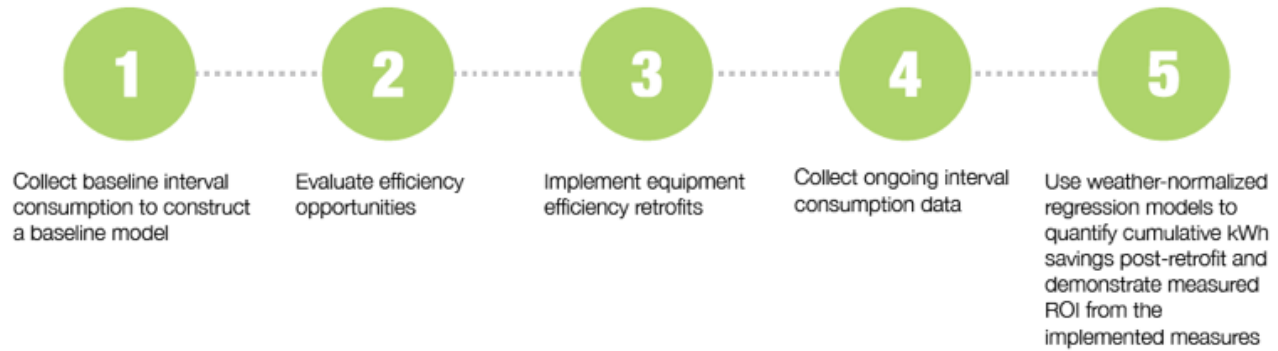 1
Collect baseline interval
consumption to construct
a baseline model
2
Evaluate efficiency
opportunities
3
Implement equipment
efficiency retrofits
4
Collect ongoing interval
consumption data
5
Use weather-normalized
regression models to
quantify cumulative kWh
savings post-retrofit and
demonstrate measured
ROI from the
implemented measures